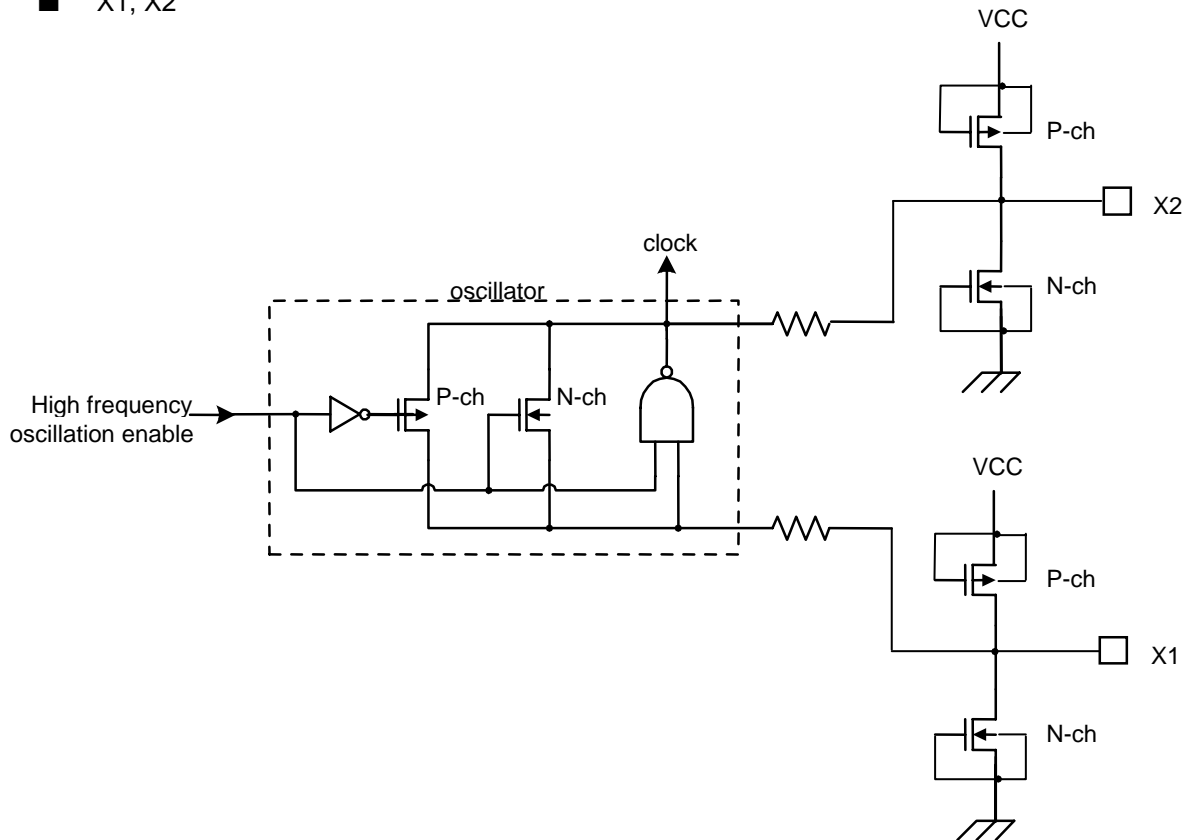 ■ X1, X2
VCC
P-ch
X2
clock
oscillator
N-ch
P-ch
N-ch
High frequency
oscillation enable
VCC
P-ch
X1
N-ch